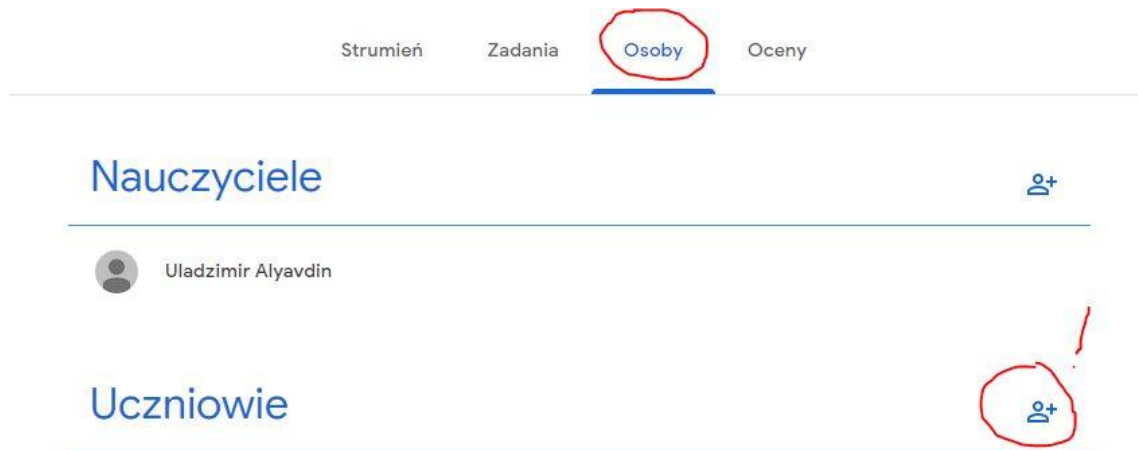 Strumień Zadania Osoby Oceny
Nauczyciele
Uladzimir Alyavdin
Uczniowie